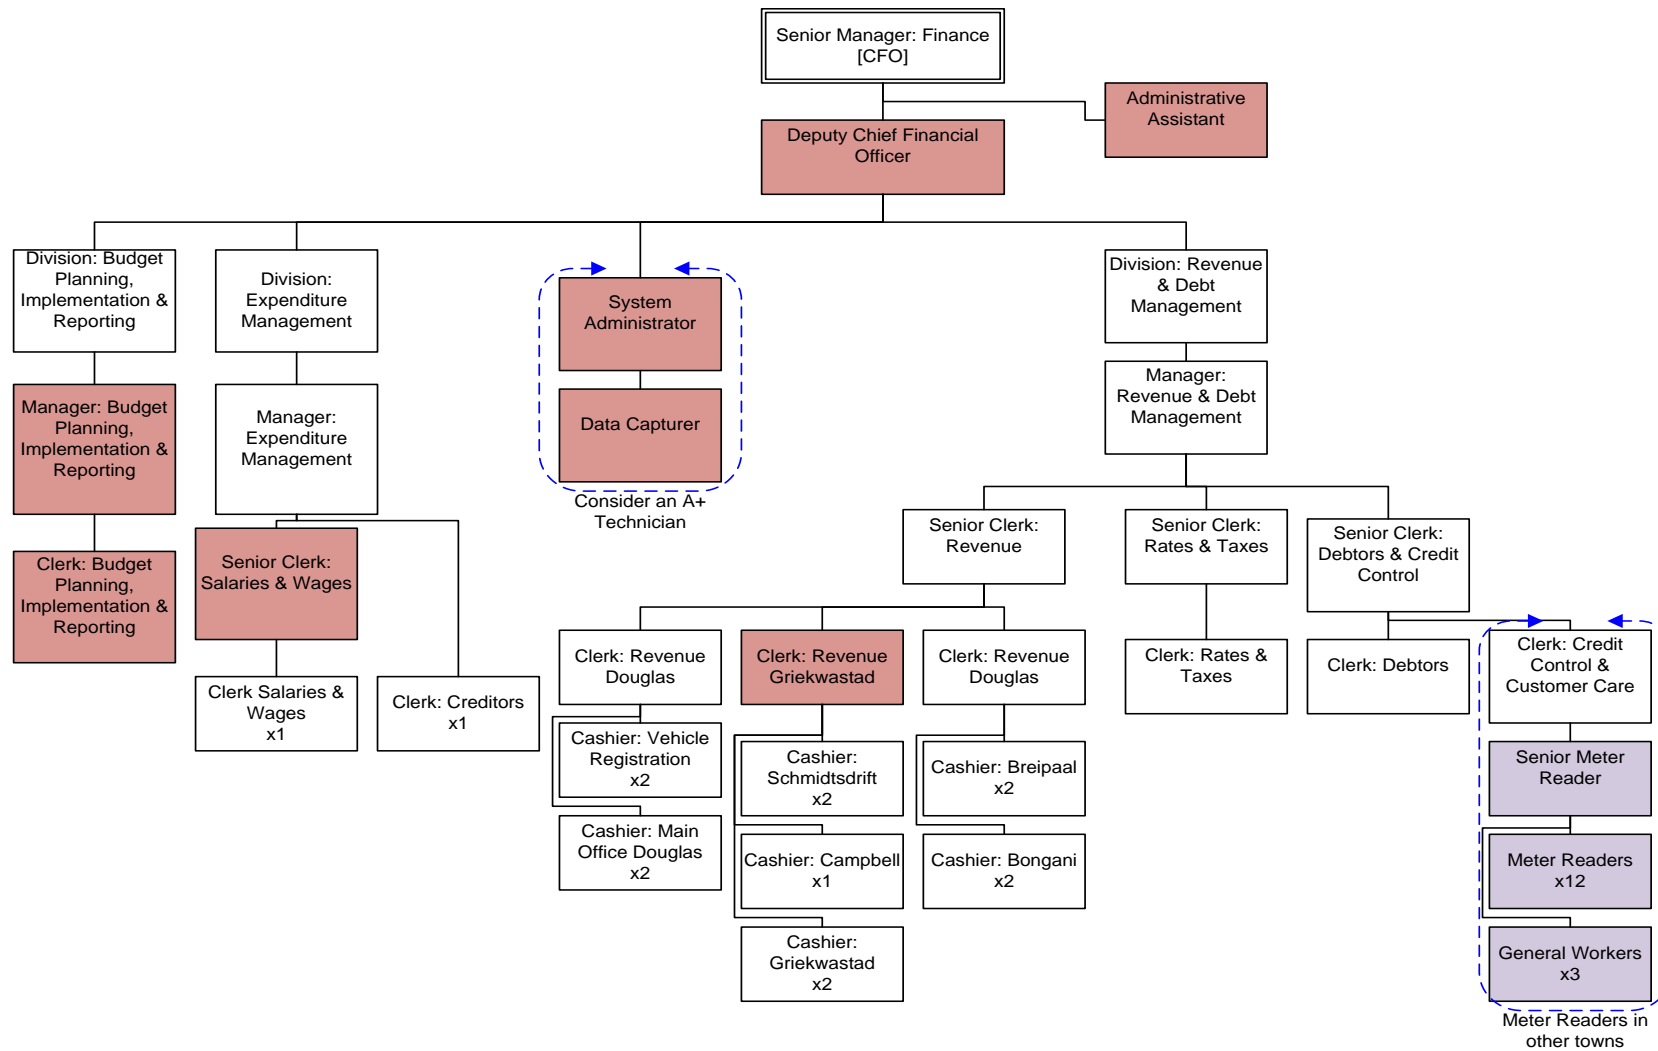 Senior Manager: Finance
[CFO]
Administrative
Assistant
Deputy Chief Financial
Officer
Division: Budget
Planning,
Implementation &
Reporting
Division:
Expenditure
Management
System
Administrator
Division: Revenue
& Debt
Management
Manager: Budget
Planning,
Implementation &
Reporting
Manager:
Expenditure
Management
Data Capturer
Consider an A+
Technician
Manager:
Revenue & Debt
Management
Clerk: Budget
Planning,
Implementation &
Reporting
Senior Clerk:
Salaries & Wages
Senior Clerk:
Revenue
Senior Clerk:
Rates & Taxes
Senior Clerk:
Debtors & Credit
Control
Clerk Salaries &
Wages
x1
Clerk: Creditors
x1
Clerk: Revenue
Douglas
Clerk: Revenue
Griekwastad
Clerk: Revenue
Douglas
Clerk: Rates &
Taxes
Clerk: Debtors
Clerk: Credit
Control &
Customer Care
Cashier: Vehicle
Registration
x2
Cashier:
Schmidtsdrift
x2
Cashier: Breipaal
x2
Senior Meter
Reader
Cashier: Main
Office Douglas
x2
Cashier: Campbell
x1
Cashier: Bongani
x2
Meter Readers
x12
Cashier:
Griekwastad
x2
General Workers
x3
Meter Readers in
other towns